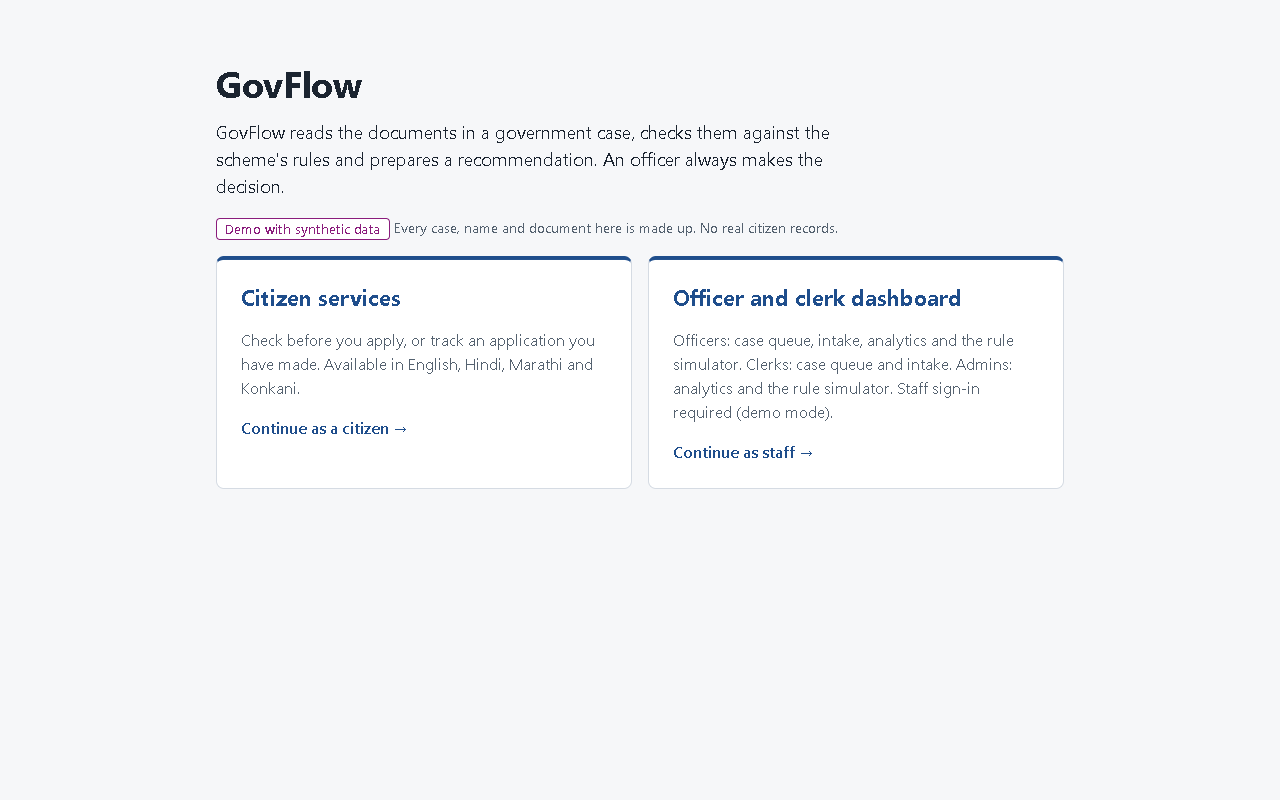 GovFlow
GovFlow reads the documents in a government case, checks them against the
scheme's rules and prepares a recommendation. An officer always makes the
decision.
Demo with synthetic data Every case, name and document here is made up. No real citizen records.
Citizen services
Check before you apply, or track an application you
have made. Available in English, Hindi, Marathi and
Konkani.
Continue as a citizen →
Officer and clerk dashboard
Officers: case queue, intake, analytics and the rule
simulator. Clerks: case queue and intake. Admins:
analytics and the rule simulator. Staff sign-in
required (demo mode).
Continue as staff →